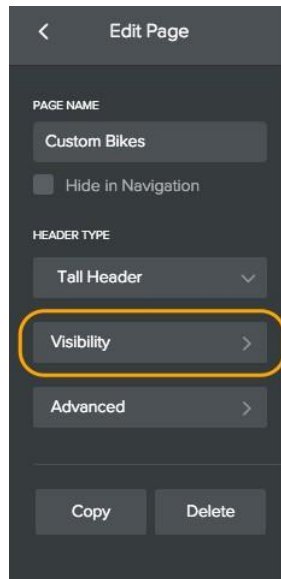 Edit Page
PAGE NAME
Custom Bikes
Hide in Navigation
HEADER TYPE
Tall Header
Visibility
Advanced
Copy Delete